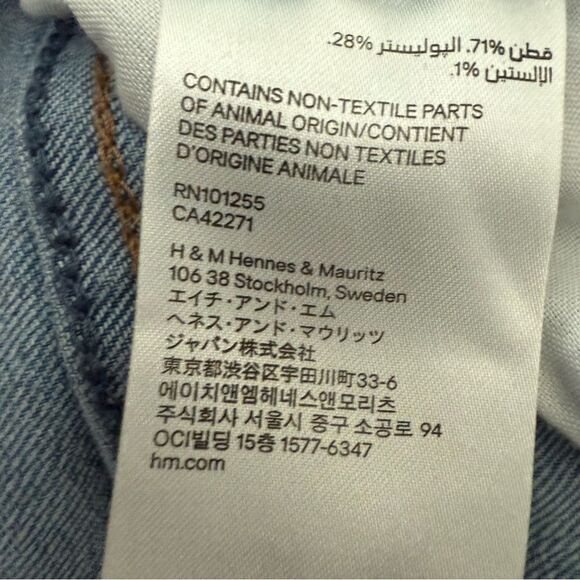 قطن 71%. البوليستر 28%.
الإلستين 1%.
CONTAINS NON-TEXTILE PARTS
OF ANIMAL ORIGIN/CONTIENT
DES PARTIES NON TEXTILES
D'ORIGINE ANIMALE
RN101255
CA42271
H & M Hennes & Mauritz
106 38 Stockholm, Sweden
エイチ・アンド・エム
ヘネス・アンド・マウリッツ
ジャパン株式会社
東京都渋谷区宇田川町33-6
에이치앤엠헤네스앤모리츠
주식회사 서울시 중구 소공로 94
OCI빌딩 15층 1577-6347
hm.com